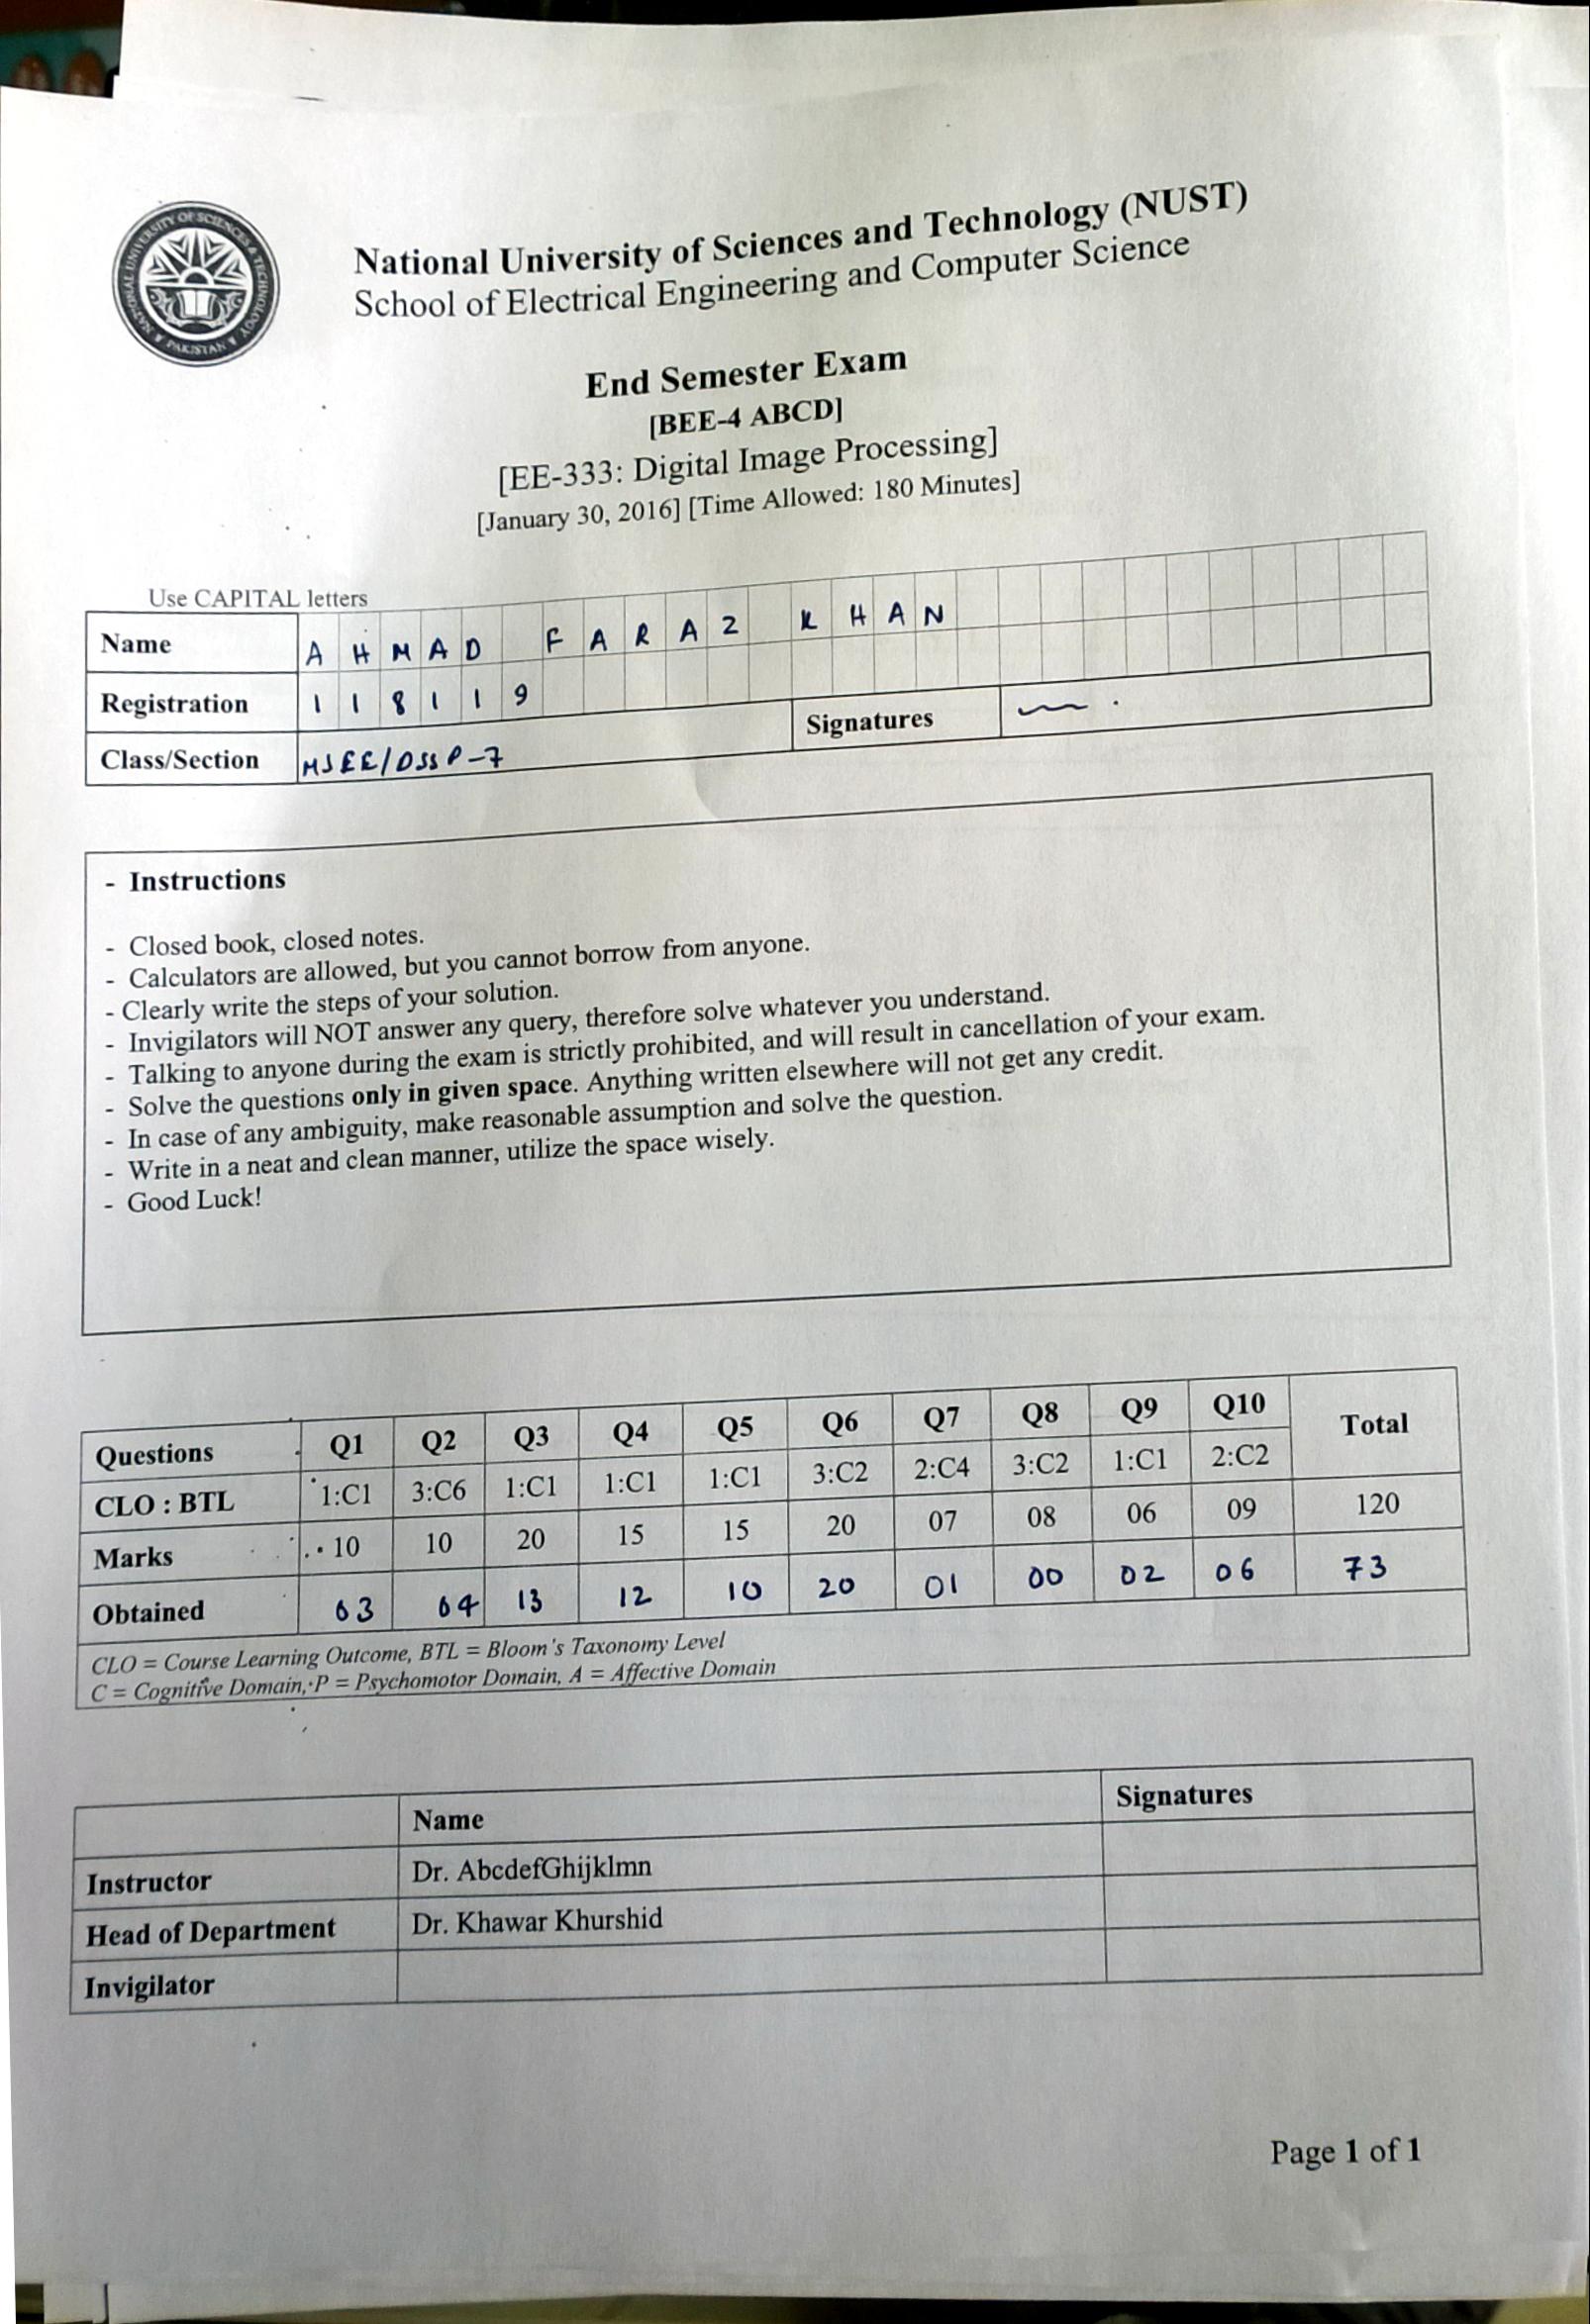 NATIONAL UNIVERSITY OF SCIENCES & TECHNOLOGY
PAKISTAN
National University of Sciences and Technology (NUST)
School of Electrical Engineering and Computer Science
End Semester Exam
[BEE-4 ABCD]
[EE-333: Digital Image Processing]
[January 30, 2016] [Time Allowed: 180 Minutes]
Use CAPITAL letters
Name AHMAD FARAZ KHAN
Registration 118119
Class/Section MSEE/DSSP-7 Signatures
- Instructions
- Closed book, closed notes.
- Calculators are allowed, but you cannot borrow from anyone.
- Clearly write the steps of your solution.
- Invigilators will NOT answer any query, therefore solve whatever you understand.
- Talking to anyone during the exam is strictly prohibited, and will result in cancellation of your exam.
- Solve the questions only in given space. Anything written elsewhere will not get any credit.
- In case of any ambiguity, make reasonable assumption and solve the question.
- Write in a neat and clean manner, utilize the space wisely.
- Good Luck!
Questions Q1 Q2 Q3 Q4 Q5 Q6 Q7 Q8 Q9 Q10 Total
CLO : BTL 1:C1 3:C6 1:C1 1:C1 1:C1 3:C2 2:C4 3:C2 1:C1 2:C2
Marks 10 10 20 15 15 20 07 08 06 09 120
Obtained 03 04 13 12 10 20 01 00 02 06 73
CLO = Course Learning Outcome, BTL = Bloom's Taxonomy Level
C = Cognitive Domain, P = Psychomotor Domain, A = Affective Domain
Name Signatures
Instructor Dr. AbcdefGhijklmn
Head of Department Dr. Khawar Khurshid
Invigilator
Page 1 of 1